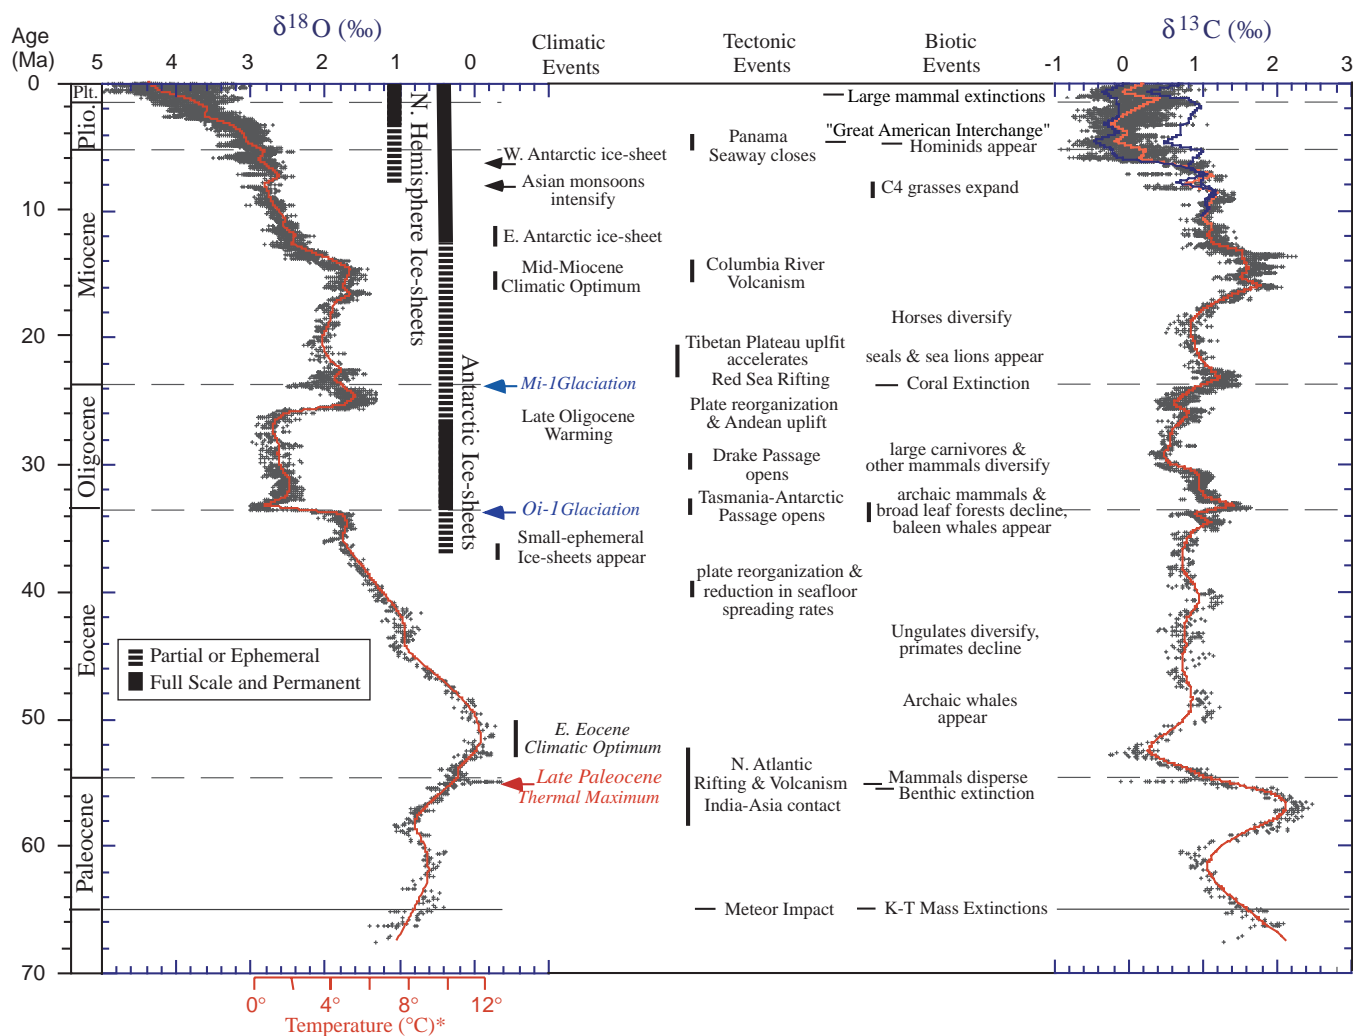 δ18O (‰)
δ13C (‰)
Age
(Ma)
5 4 3 2 1 0
Climatic
Events
Tectonic
Events
Biotic
Events
-1 0 1 2 3
0
Plt.
Plio.
Miocene
Oligocene
Eocene
Paleocene
10
20
30
40
50
60
70
N. Hemisphere Ice-sheets
Antarctic Ice-sheets
W. Antarctic ice-sheet
Asian monsoons
intensify
E. Antarctic ice-sheet
Mid-Miocene
Climatic Optimum
Mi-1Glaciation
Late Oligocene
Warming
Oi-1Glaciation
Small-ephemeral
Ice-sheets appear
E. Eocene
Climatic Optimum
Late Paleocene
Thermal Maximum
Panama
Seaway closes
Columbia River
Volcanism
Tibetan Plateau uplfit
accelerates
Red Sea Rifting
Plate reorganization
& Andean uplift
Drake Passage
opens
Tasmania-Antarctic
Passage opens
plate reorganization &
reduction in seafloor
spreading rates
N. Atlantic
Rifting & Volcanism
India-Asia contact
Meteor Impact
Large mammal extinctions
"Great American Interchange"
Hominids appear
C4 grasses expand
Horses diversify
seals & sea lions appear
Coral Extinction
large carnivores &
other mammals diversify
archaic mammals &
broad leaf forests decline,
baleen whales appear
Ungulates diversify,
primates decline
Archaic whales
appear
Mammals disperse
Benthic extinction
K-T Mass Extinctions
Partial or Ephemeral
Full Scale and Permanent
0° 4° 8° 12°
Temperature (°C)*